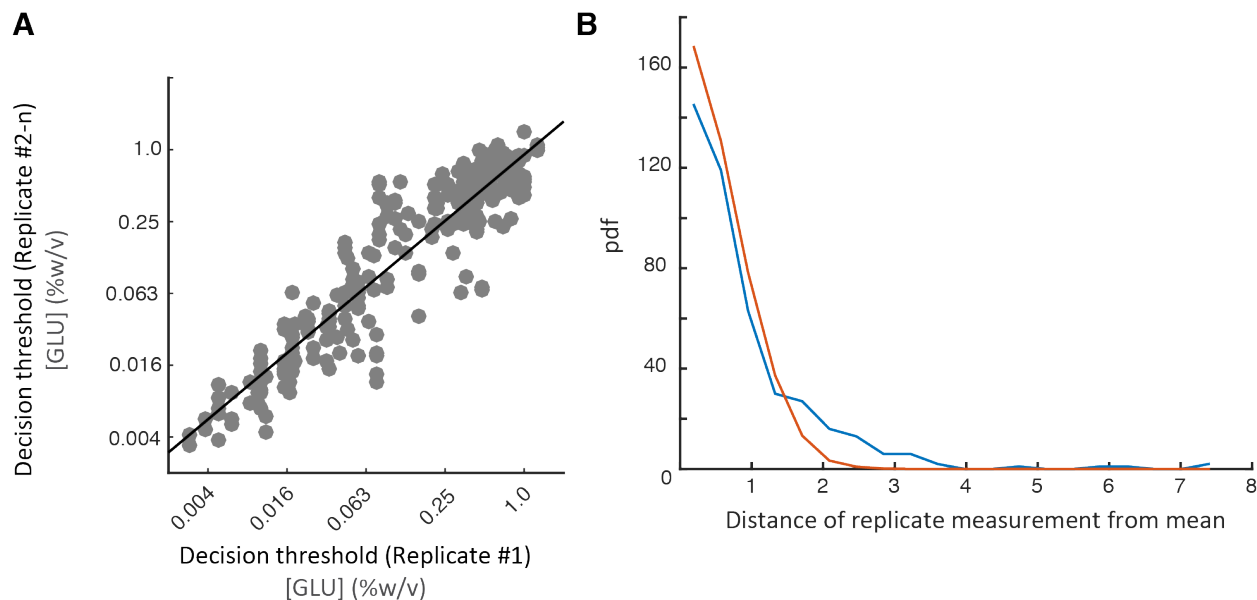 A
Decision threshold (Replicate #2-n)
[GLU] (%w/v)
1.0
0.25
0.063
0.016
0.004
0.004
0.016
0.063
0.25
1.0
Decision threshold (Replicate #1)
[GLU] (%w/v)
B
pdf
160
120
80
40
0
1
2
3
4
5
6
7
8
Distance of replicate measurement from mean